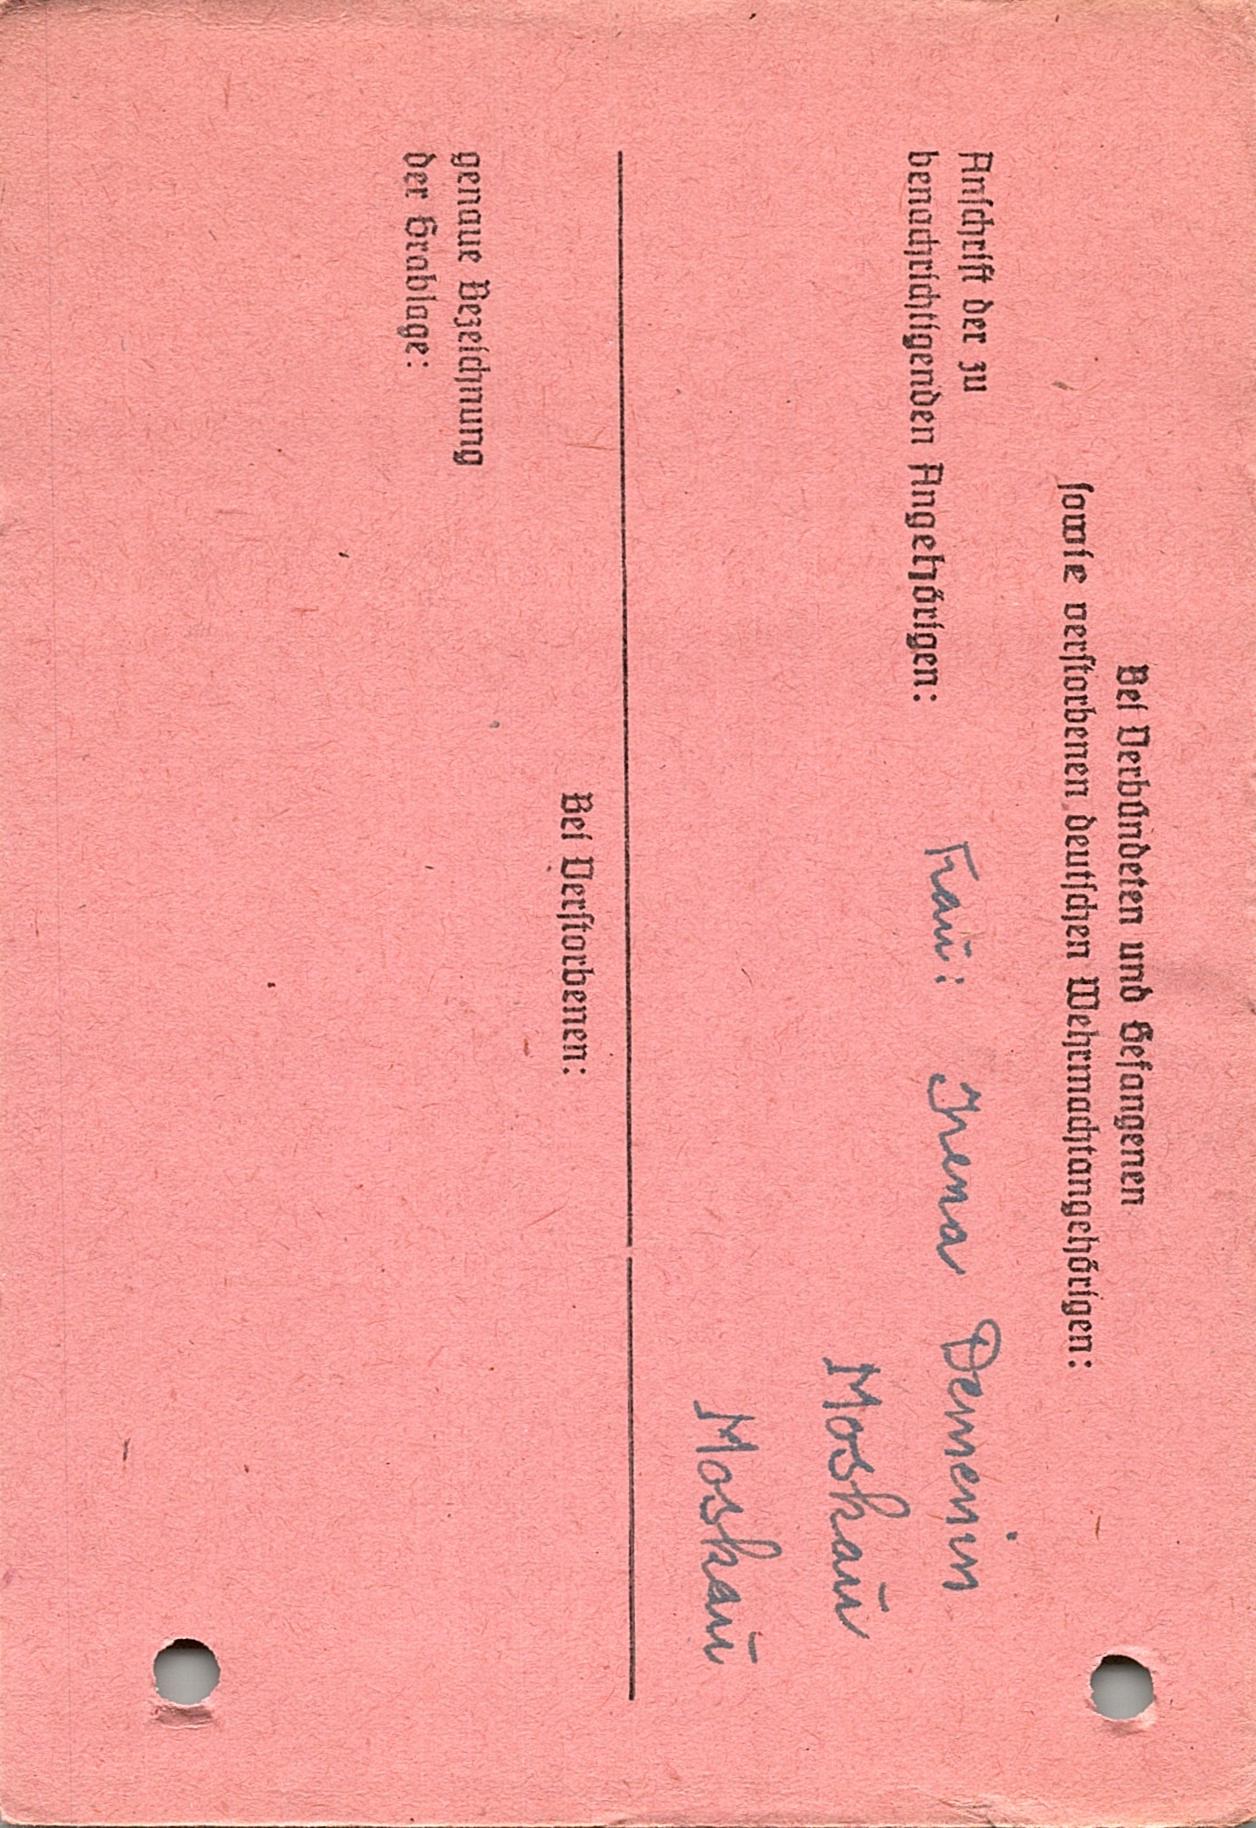 Bei Verbündeten und Gefangenen
sowie verstorbenen deutschen Wehrmachtangehörigen:
Anschrift der zu
benachrichtigenden Angehörigen:
Frau: Irena Demenin
Moskau
Moskau
Bei Verstorbenen:
genaue Bezeichnung
der Grablage: